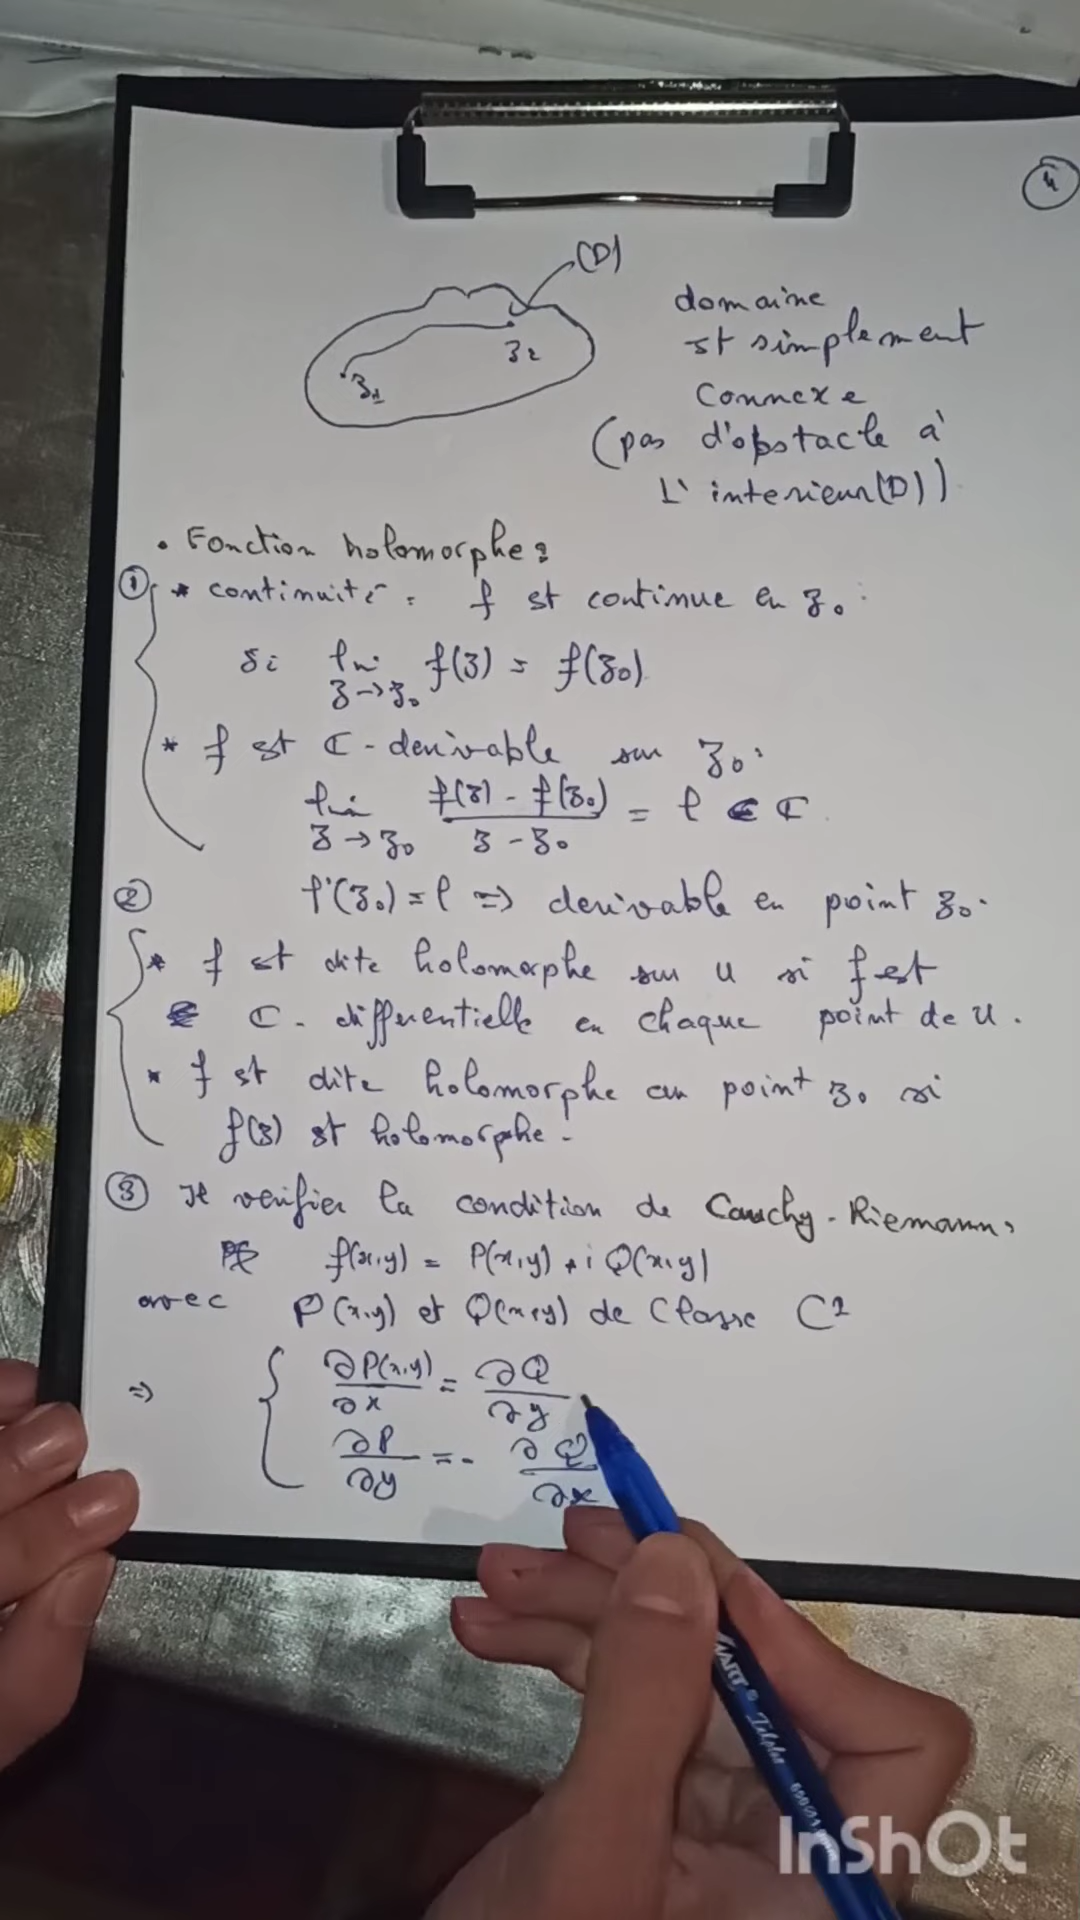 4
(D)
z1
z2
domaine
st simplement
connexe
(pas d'obstacle à
l'interieur(D))
• Fonction holomorphe:
① * continuité: f st continue en z₀:
si lim z→z₀ f(z) = f(z₀)
* f st ℂ-derivable sur z₀:
lim z→z₀ (f(z) - f(z₀))/(z - z₀) = l ∈ ℂ.
② f'(z₀) = l => derivable en point z₀.
* f st dite holomorphe sur U si f est
ℂ-differentielle en chaque point de U.
* f st dite holomorphe au point z₀ si
f(z) st holomorphe.
③ verifier la condition de Cauchy-Riemann,
f(x,y) = P(x,y) + i Q(x,y)
avec P(x,y) et Q(x,y) de classe C¹
=> { ∂P(x,y)/∂x = ∂Q/∂y
∂P/∂y = - ∂Q/∂x
SMART Telplus
InShOt